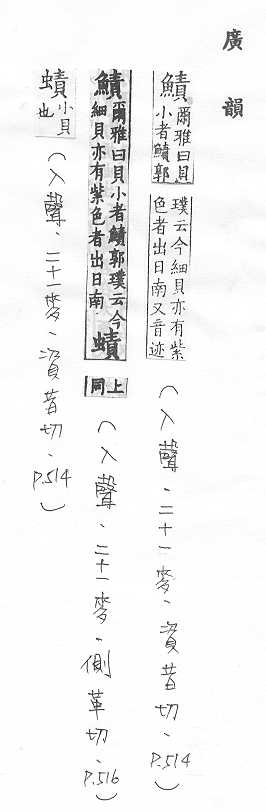 廣韻
鰿爾雅曰貝
小者鰿郭
璞云今細貝亦有紫
色者出日南又音迹
(入聲、二十一麥、資昔切、P.514)
鰿爾雅曰貝小者鰿郭璞云今
細貝亦有紫色者出日南
𧐐上同
(入聲、二十一麥、側革切、P.516)
𧐐小貝
也
(入聲、二十一麥、資昔切、P.514)